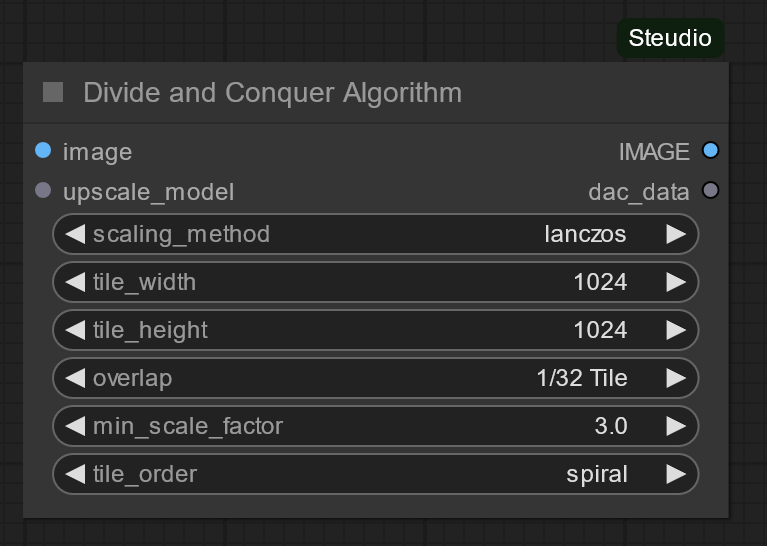 Steudio
Divide and Conquer Algorithm
image IMAGE
upscale_model dac_data
scaling_method lanczos
tile_width 1024
tile_height 1024
overlap 1/32 Tile
min_scale_factor 3.0
tile_order spiral